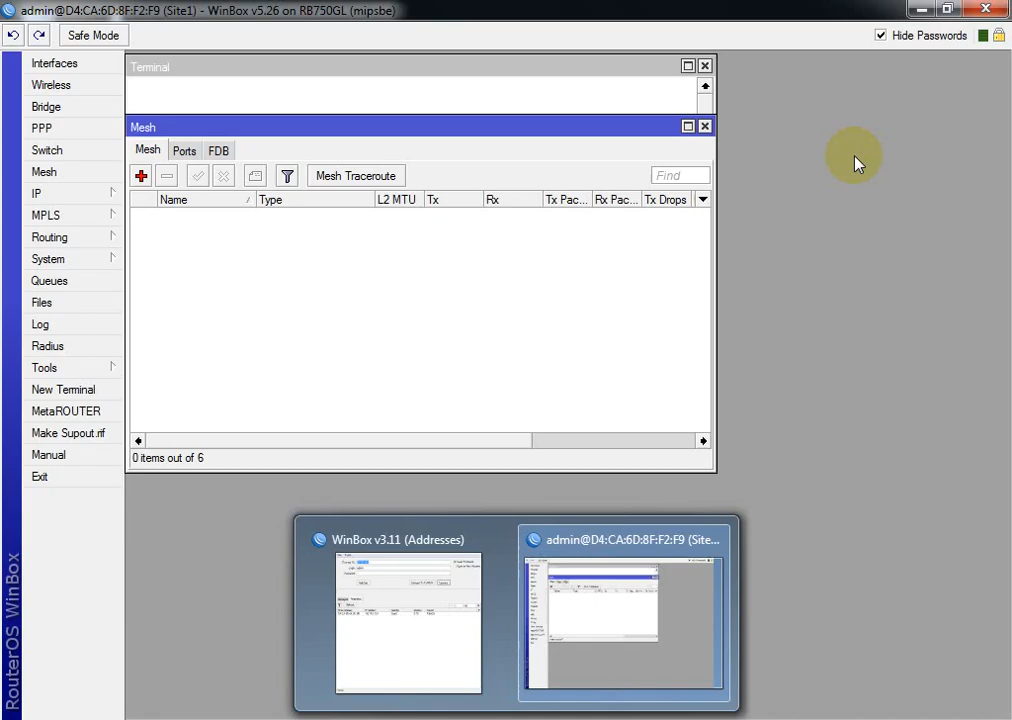 admin@D4:CA:6D:8F:F2:F9 (Site1) - WinBox v5.26 on RB750GL (mipsbe)
Safe Mode
Hide Passwords
Interfaces
Wireless
Bridge
PPP
Switch
Mesh
IP
MPLS
Routing
System
Queues
Files
Log
Radius
Tools
New Terminal
MetaROUTER
Make Supout.rif
Manual
Exit
RouterOS WinBox
Terminal
Mesh
Mesh Ports FDB
Mesh Traceroute
Find
Name / Type L2 MTU Tx Rx Tx Pac... Rx Pac... Tx Drops
0 items out of 6
WinBox v3.11 (Addresses)
admin@D4:CA:6D:8F:F2:F9 (Site...